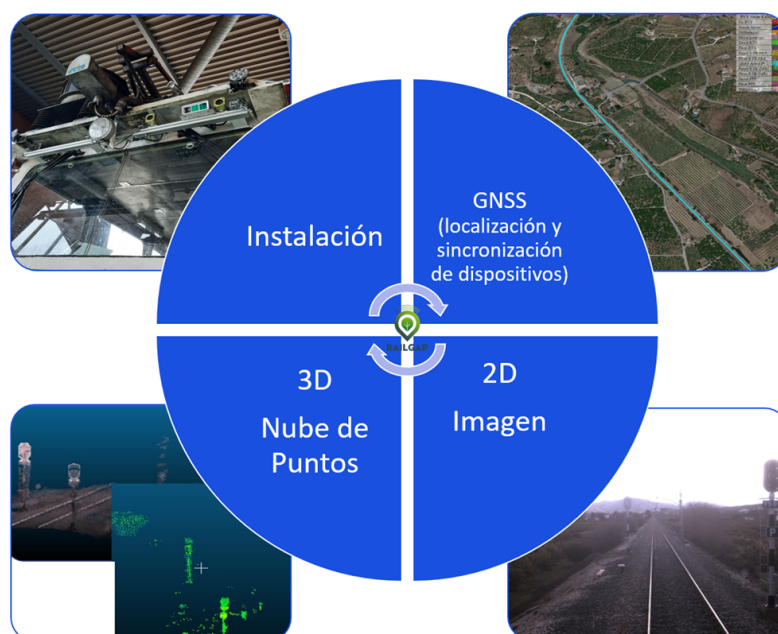 Instalación
GNSS
(localización y
sincronización
de dispositivos)
RAILGAP
3D
Nube de
Puntos
2D
Imagen